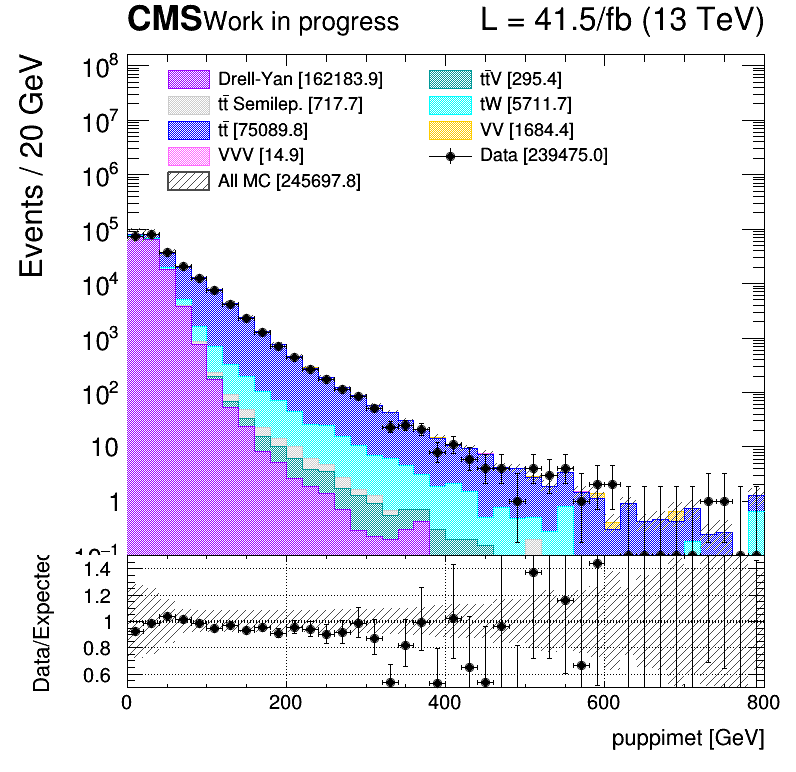 CMS Work in progress L = 41.5/fb (13 TeV)
Events / 20 GeV
10⁸
10⁷
10⁶
10⁵
10⁴
10³
10²
10
1
10⁻¹
Drell-Yan [162183.9]
tt̄ Semilep. [717.7]
tt̄ [75089.8]
VVV [14.9]
All MC [245697.8]
tt̄V [295.4]
tW [5711.7]
VV [1684.4]
Data [239475.0]
Data/Expected
1.4
1.2
1
0.8
0.6
0 200 400 600 800
puppimet [GeV]